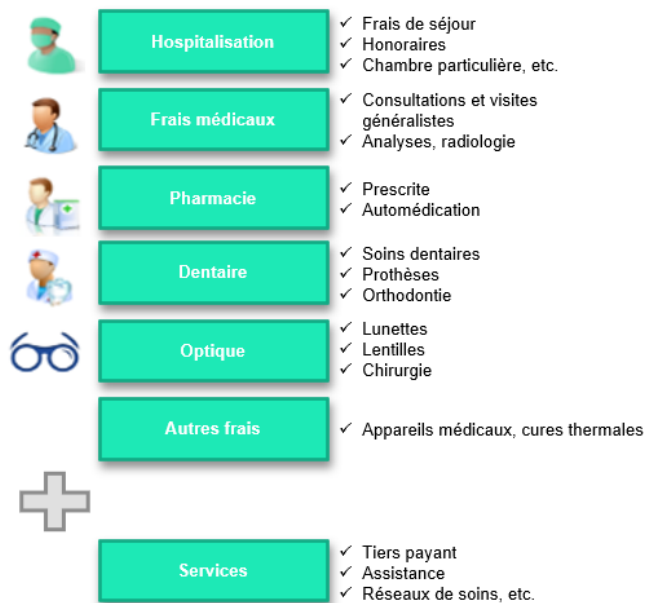 Hospitalisation
✓ Frais de séjour
✓ Honoraires
✓ Chambre particulière, etc.
Frais médicaux
✓ Consultations et visites
généralistes
✓ Analyses, radiologie
Pharmacie
✓ Prescrite
✓ Automédication
Dentaire
✓ Soins dentaires
✓ Prothèses
✓ Orthodontie
Optique
✓ Lunettes
✓ Lentilles
✓ Chirurgie
Autres frais
✓ Appareils médicaux, cures thermales
Services
✓ Tiers payant
✓ Assistance
✓ Réseaux de soins, etc.